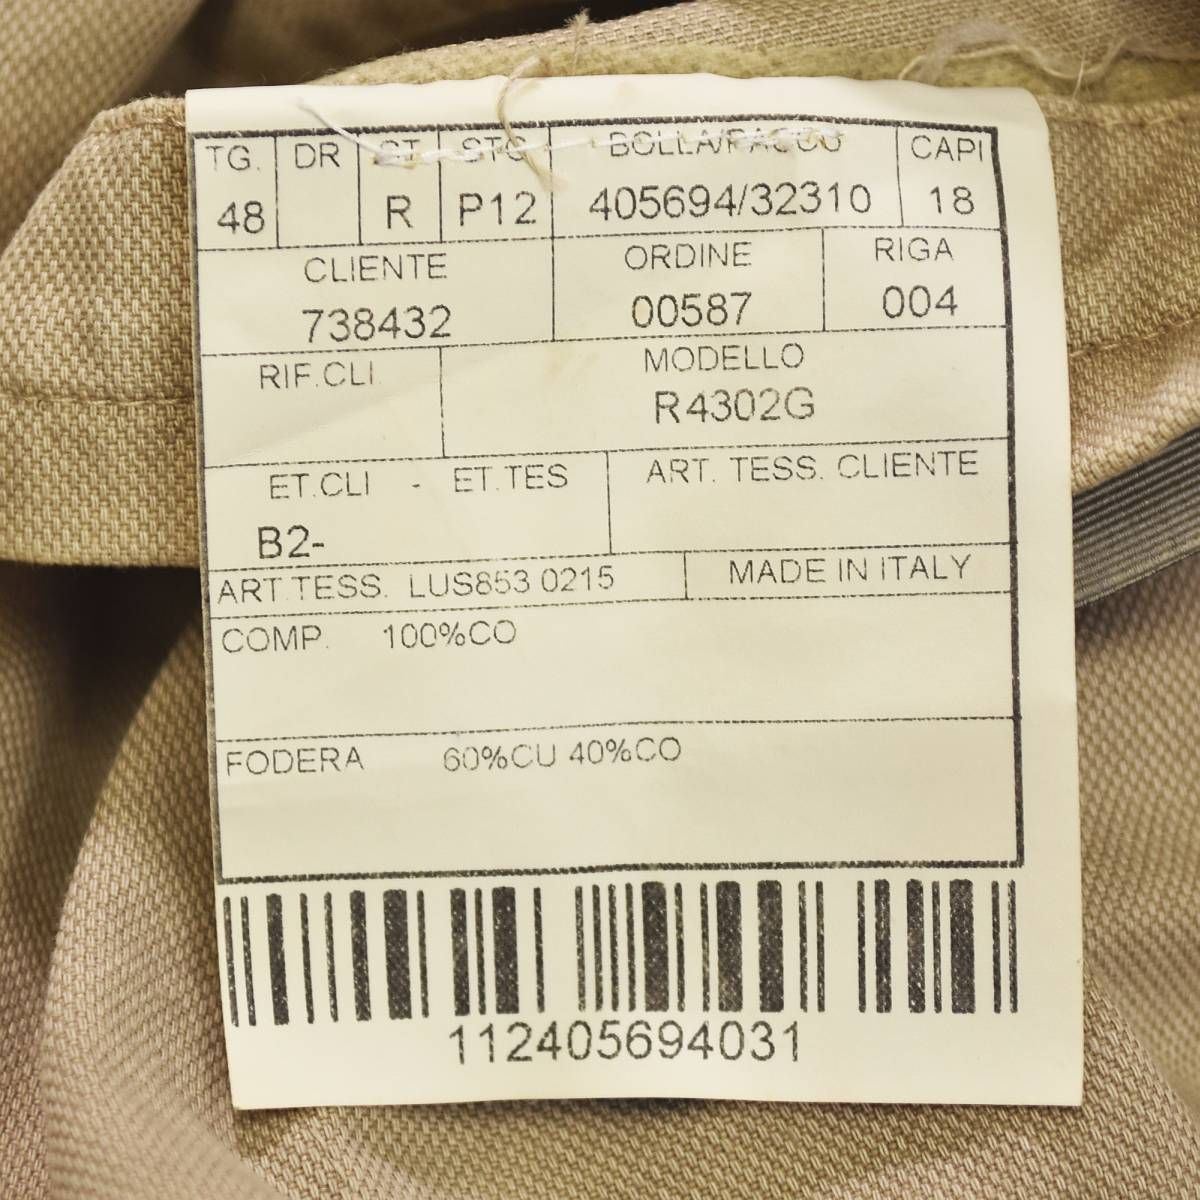 TG. DR ST STG BOLLA/PACCO CAPI
48 R P12 405694/32310 18
CLIENTE ORDINE RIGA
738432 00587 004
RIF.CLI. MODELLO
R4302G
ET.CLI - ET.TES ART. TESS. CLIENTE
B2-
ART.TESS. LUS853 0215 MADE IN ITALY
COMP. 100%CO
FODERA 60%CU 40%CO
112405694031